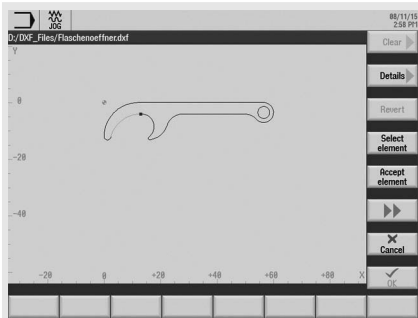 JOG
08/11/15
2:58 PM
D:/DXF_Files/Flaschenoeffner.dxf
Clear
Y
Details
0
Revert
Select
element
-20
Accept
element
-40
Cancel
-20 0 +20 +40 +60 +80 X
OK